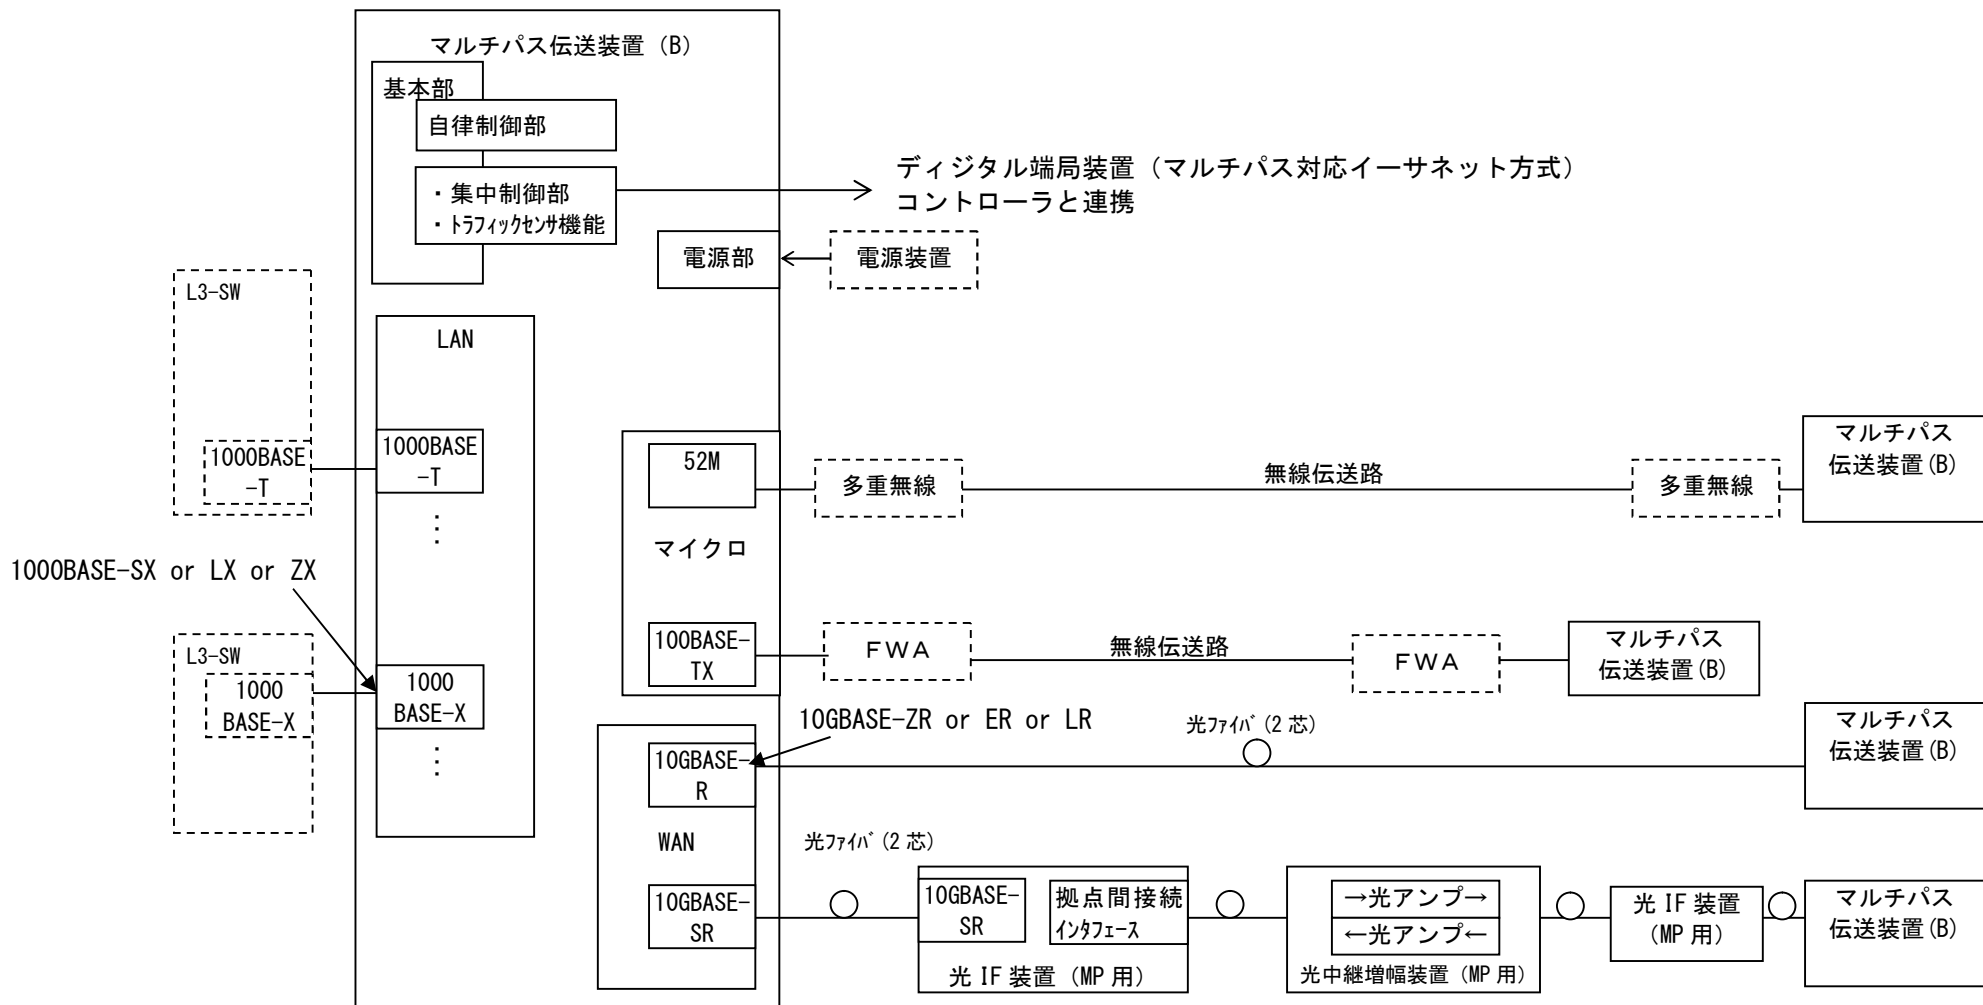 マルチパス伝送装置（B）
基本部
自律制御部
・集中制御部
・ﾄﾗﾌｨｯｸｾﾝｻ機能
ディジタル端局装置（マルチパス対応イーサネット方式）
コントローラと連携
電源部
電源装置
L3-SW
1000BASE
-T
LAN
1000BASE
-T
⋮
1000BASE-SX or LX or ZX
L3-SW
1000
BASE-X
1000
BASE-X
⋮
52M
マイクロ
100BASE-
TX
多重無線
無線伝送路
多重無線
マルチパス
伝送装置(B)
ＦＷＡ
無線伝送路
ＦＷＡ
マルチパス
伝送装置(B)
10GBASE-ZR or ER or LR
10GBASE-
R
光ﾌｧｲﾊﾞ(2 芯)
マルチパス
伝送装置(B)
WAN
10GBASE-
SR
光ﾌｧｲﾊﾞ(2 芯)
10GBASE-
SR
拠点間接続
ｲﾝﾀﾌｪｰｽ
光 IF 装置（MP 用）
→光アンプ→
←光アンプ←
光中継増幅装置（MP 用）
光 IF 装置
（MP 用）
マルチパス
伝送装置(B)